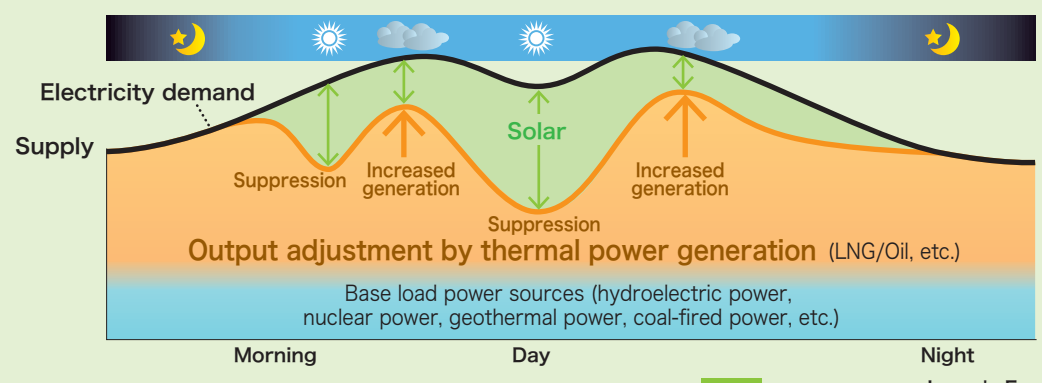 Electricity demand
Supply
Solar
Suppression
Increased
generation
Increased
generation
Suppression
Output adjustment by thermal power generation (LNG/Oil, etc.)
Base load power sources (hydroelectric power,
nuclear power, geothermal power, coal-fired power, etc.)
Morning
Day
Night